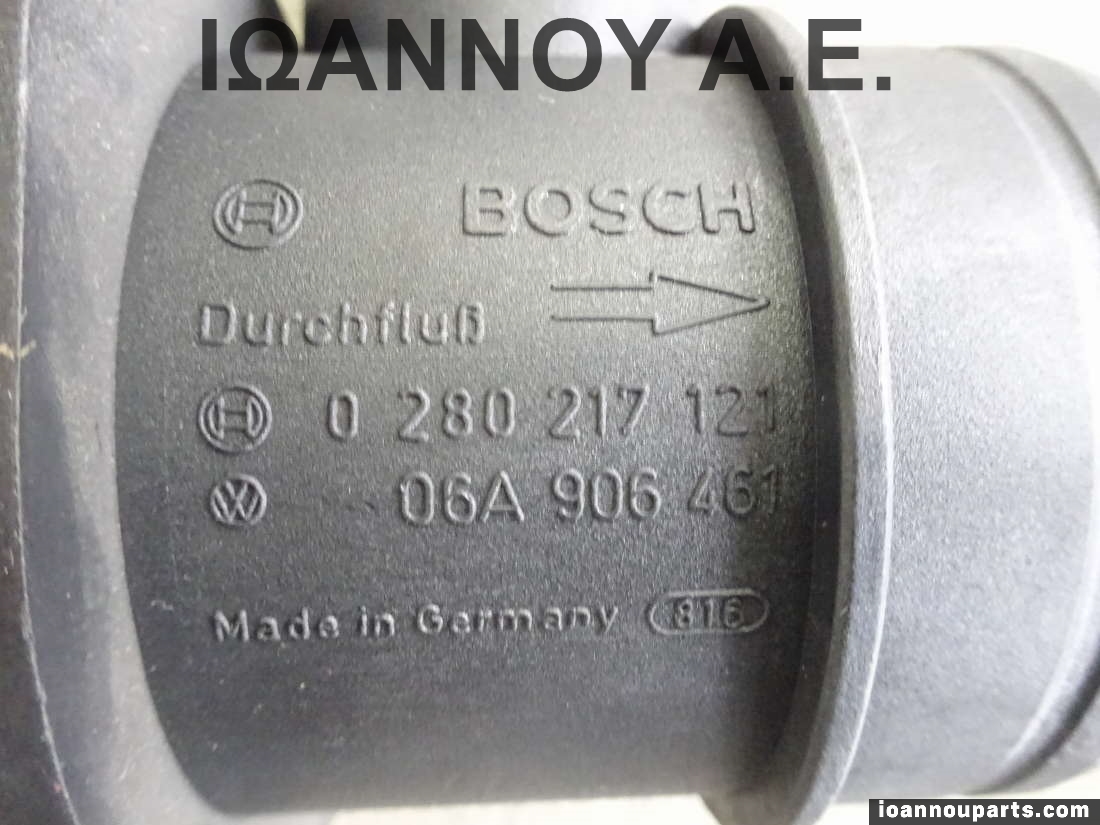 ΙΩΑΝΝΟΥ Α.Ε.
BOSCH
Durchfluß
0 280 217 121
06A 906 461
Made in Germany 816
ioannouparts.com